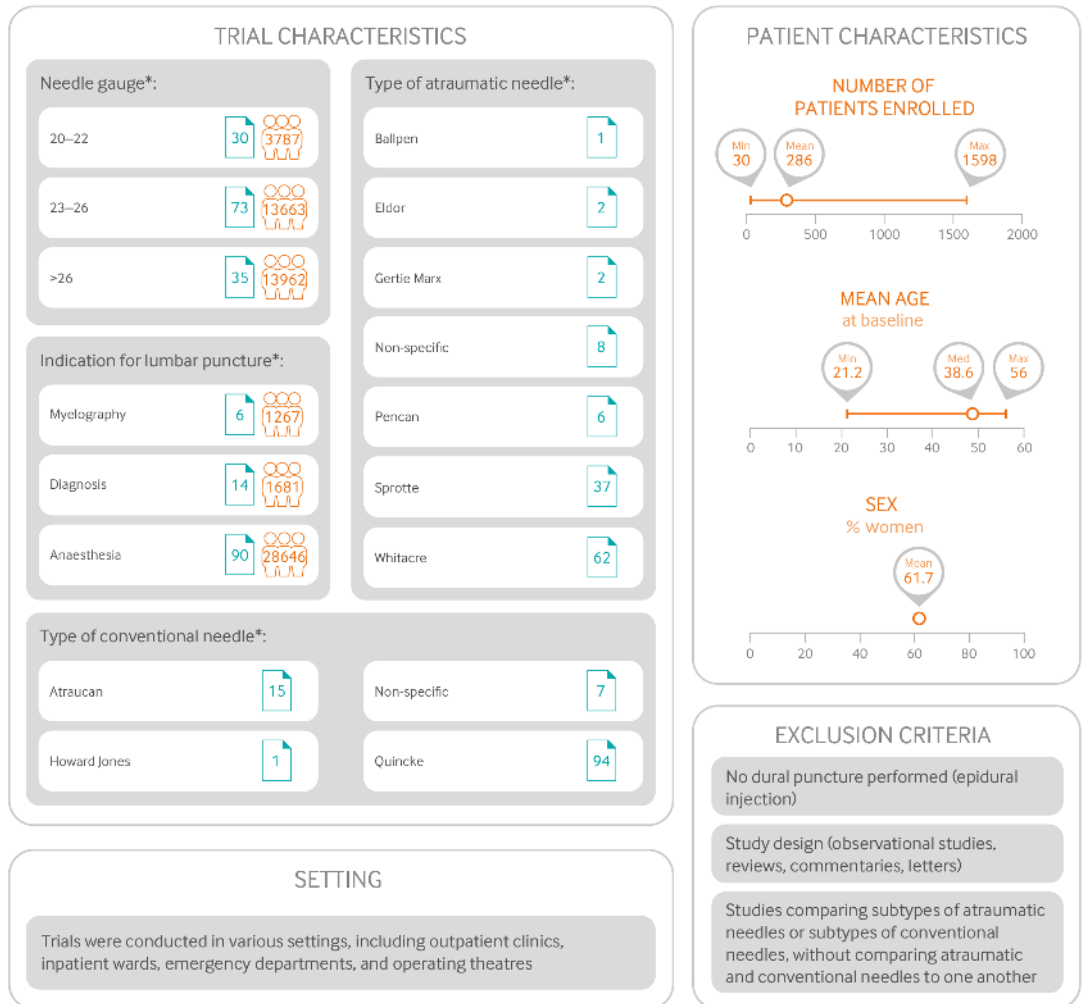 TRIAL CHARACTERISTICS
Needle gauge*:
20–22 30 3787
23–26 73 13663
>26 35 13962
Indication for lumbar puncture*:
Myelography 6 1267
Diagnosis 14 1681
Anaesthesia 90 28646
Type of atraumatic needle*:
Ballpen 1
Eldor 2
Gertie Marx 2
Non-specific 8
Pencan 6
Sprotte 37
Whitacre 62
Type of conventional needle*:
Atraucan 15
Howard Jones 1
Non-specific 7
Quincke 94
SETTING
Trials were conducted in various settings, including outpatient clinics,
inpatient wards, emergency departments, and operating theatres
PATIENT CHARACTERISTICS
NUMBER OF
PATIENTS ENROLLED
Min Mean Max
30 286 1598
0 500 1000 1500 2000
MEAN AGE
at baseline
Min Med Max
21.2 38.6 56
0 10 20 30 40 50 60
SEX
% women
Mean
61.7
0 20 40 60 80 100
EXCLUSION CRITERIA
No dural puncture performed (epidural
injection)
Study design (observational studies,
reviews, commentaries, letters)
Studies comparing subtypes of atraumatic
needles or subtypes of conventional
needles, without comparing atraumatic
and conventional needles to one another